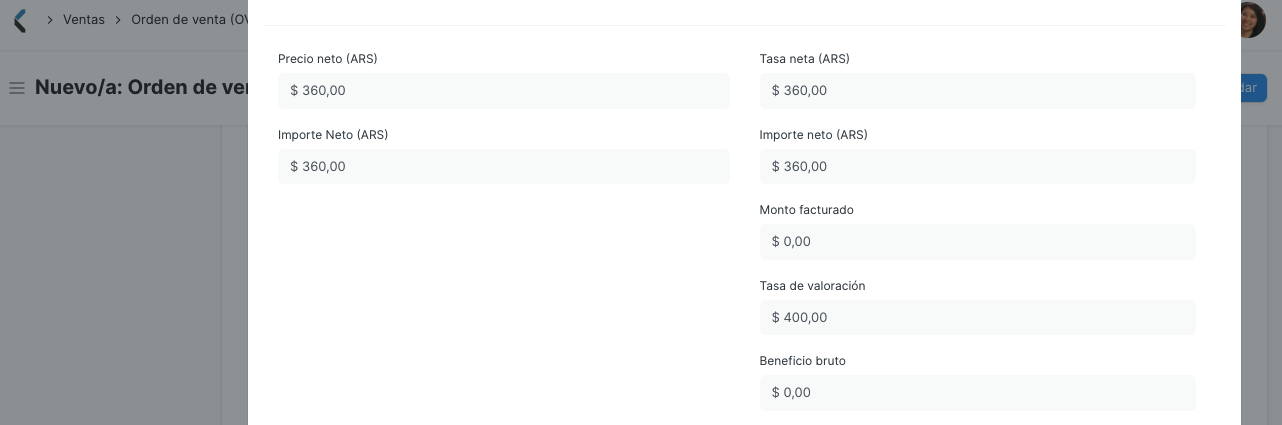 Ventas
Orden de venta (OV
Nuevo/a: Orden de ve
dar
Precio neto (ARS)
$ 360,00
Importe Neto (ARS)
$ 360,00
Tasa neta (ARS)
$ 360,00
Importe neto (ARS)
$ 360,00
Monto facturado
$ 0,00
Tasa de valoración
$ 400,00
Beneficio bruto
$ 0,00